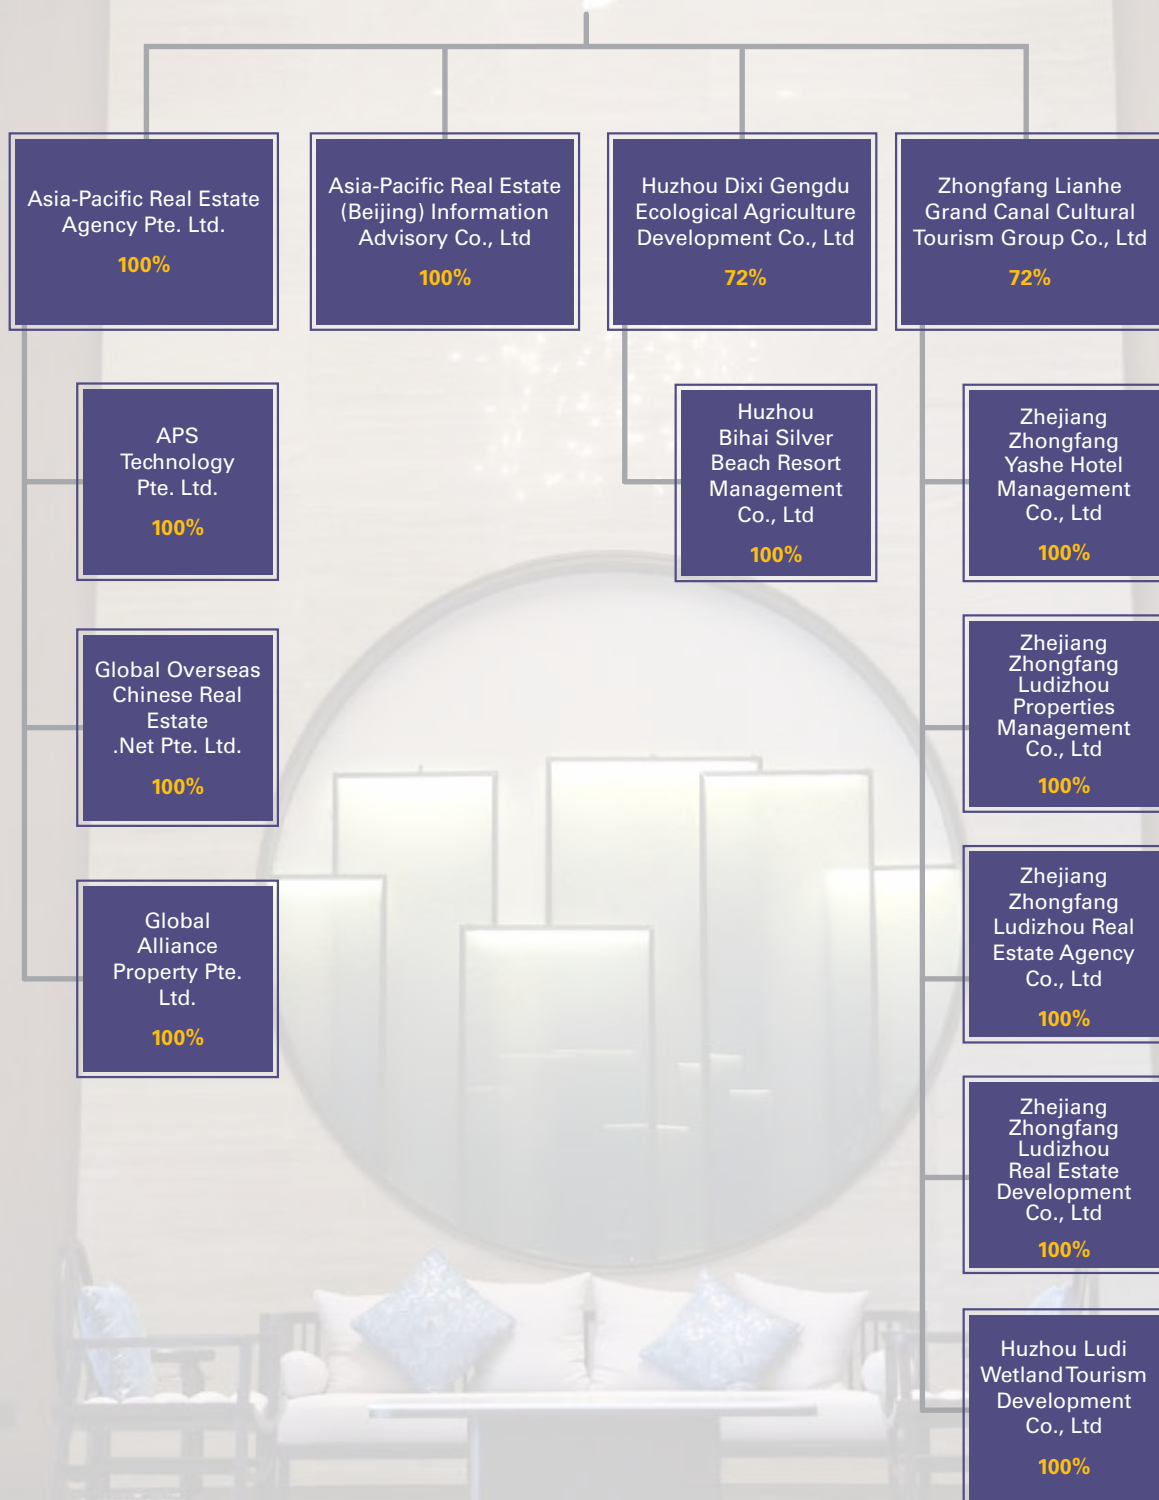 Asia-Pacific Real Estate
Agency Pte. Ltd.
100%
Asia-Pacific Real Estate
(Beijing) Information
Advisory Co., Ltd
100%
Huzhou Dixi Gengdu
Ecological Agriculture
Development Co., Ltd
72%
Zhongfang Lianhe
Grand Canal Cultural
Tourism Group Co., Ltd
72%
APS
Technology
Pte. Ltd.
100%
Global Overseas
Chinese Real
Estate
.Net Pte. Ltd.
100%
Global
Alliance
Property Pte.
Ltd.
100%
Huzhou
Bihai Silver
Beach Resort
Management
Co., Ltd
100%
Zhejiang
Zhongfang
Yashe Hotel
Management
Co., Ltd
100%
Zhejiang
Zhongfang
Ludizhou
Properties
Management
Co., Ltd
100%
Zhejiang
Zhongfang
Ludizhou Real
Estate Agency
Co., Ltd
100%
Zhejiang
Zhongfang
Ludizhou
Real Estate
Development
Co., Ltd
100%
Huzhou Ludi
Wetland Tourism
Development
Co., Ltd
100%